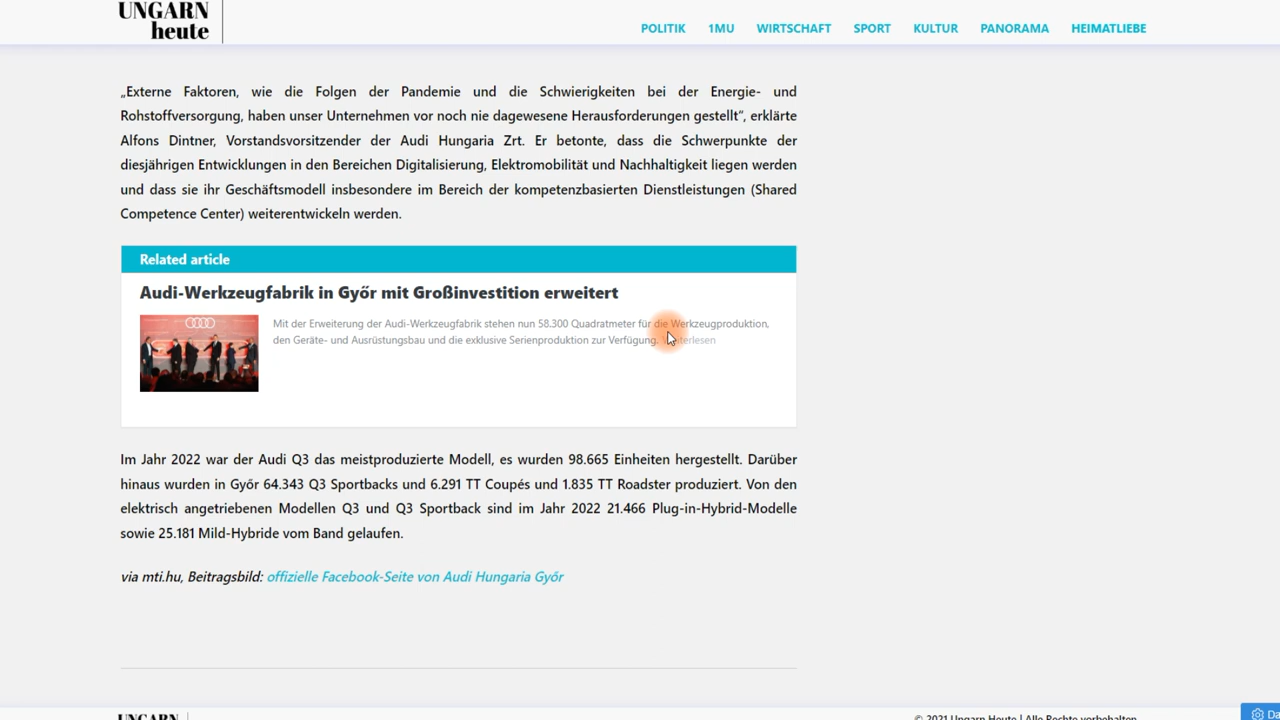 UNGARN
heute
POLITIK 1MU WIRTSCHAFT SPORT KULTUR PANORAMA HEIMATLIEBE
„Externe Faktoren, wie die Folgen der Pandemie und die Schwierigkeiten bei der Energie- und
Rohstoffversorgung, haben unser Unternehmen vor noch nie dagewesene Herausforderungen gestellt“, erklärte
Alfons Dintner, Vorstandsvorsitzender der Audi Hungaria Zrt. Er betonte, dass die Schwerpunkte der
diesjährigen Entwicklungen in den Bereichen Digitalisierung, Elektromobilität und Nachhaltigkeit liegen werden
und dass sie ihr Geschäftsmodell insbesondere im Bereich der kompetenzbasierten Dienstleistungen (Shared
Competence Center) weiterentwickeln werden.
Related article
Audi-Werkzeugfabrik in Győr mit Großinvestition erweitert
Mit der Erweiterung der Audi-Werkzeugfabrik stehen nun 58.300 Quadratmeter für die Werkzeugproduktion,
den Geräte- und Ausrüstungsbau und die exklusive Serienproduktion zur Verfügung. Weiterlesen
Im Jahr 2022 war der Audi Q3 das meistproduzierte Modell, es wurden 98.665 Einheiten hergestellt. Darüber
hinaus wurden in Győr 64.343 Q3 Sportbacks und 6.291 TT Coupés und 1.835 TT Roadster produziert. Von den
elektrisch angetriebenen Modellen Q3 und Q3 Sportback sind im Jahr 2022 21.466 Plug-in-Hybrid-Modelle
sowie 25.181 Mild-Hybride vom Band gelaufen.
via mti.hu, Beitragsbild: offizielle Facebook-Seite von Audi Hungaria Győr
UNGARN
© 2021 Ungarn Heute | Alle Rechte vorbehalten